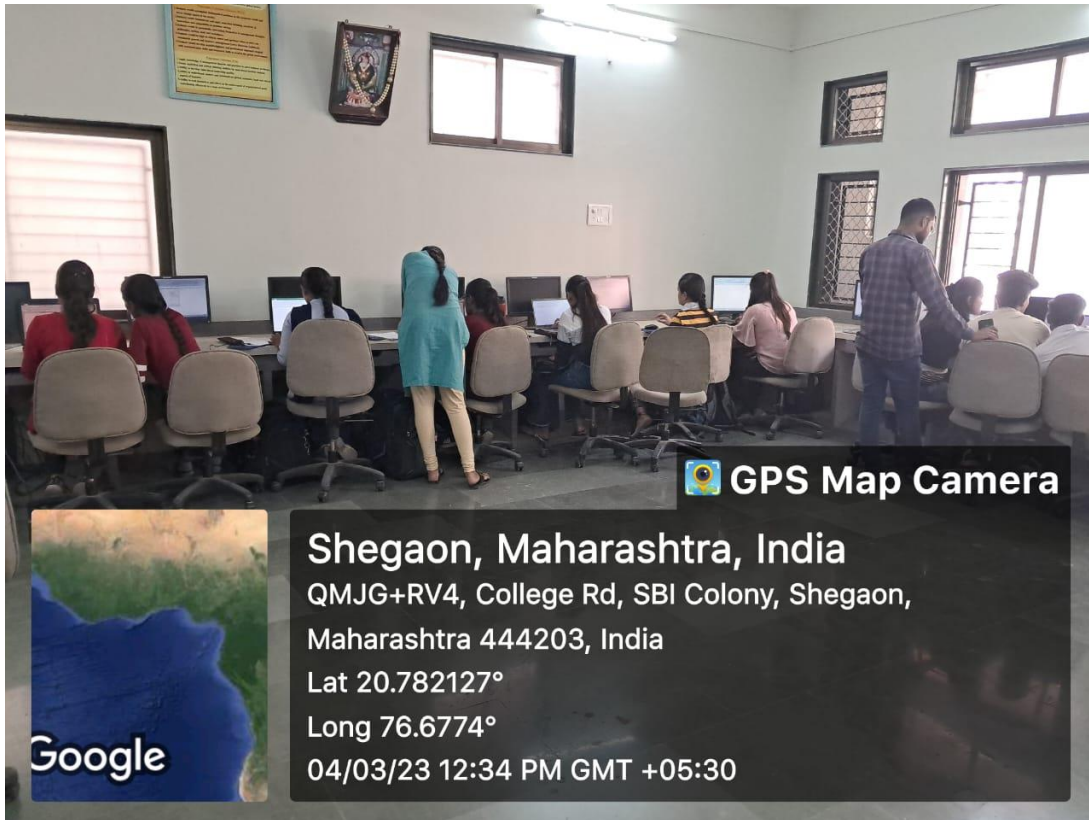 GPS Map Camera
Shegaon, Maharashtra, India
QMJG+RV4, College Rd, SBI Colony, Shegaon,
Maharashtra 444203, India
Lat 20.782127°
Long 76.6774°
04/03/23 12:34 PM GMT +05:30
Google